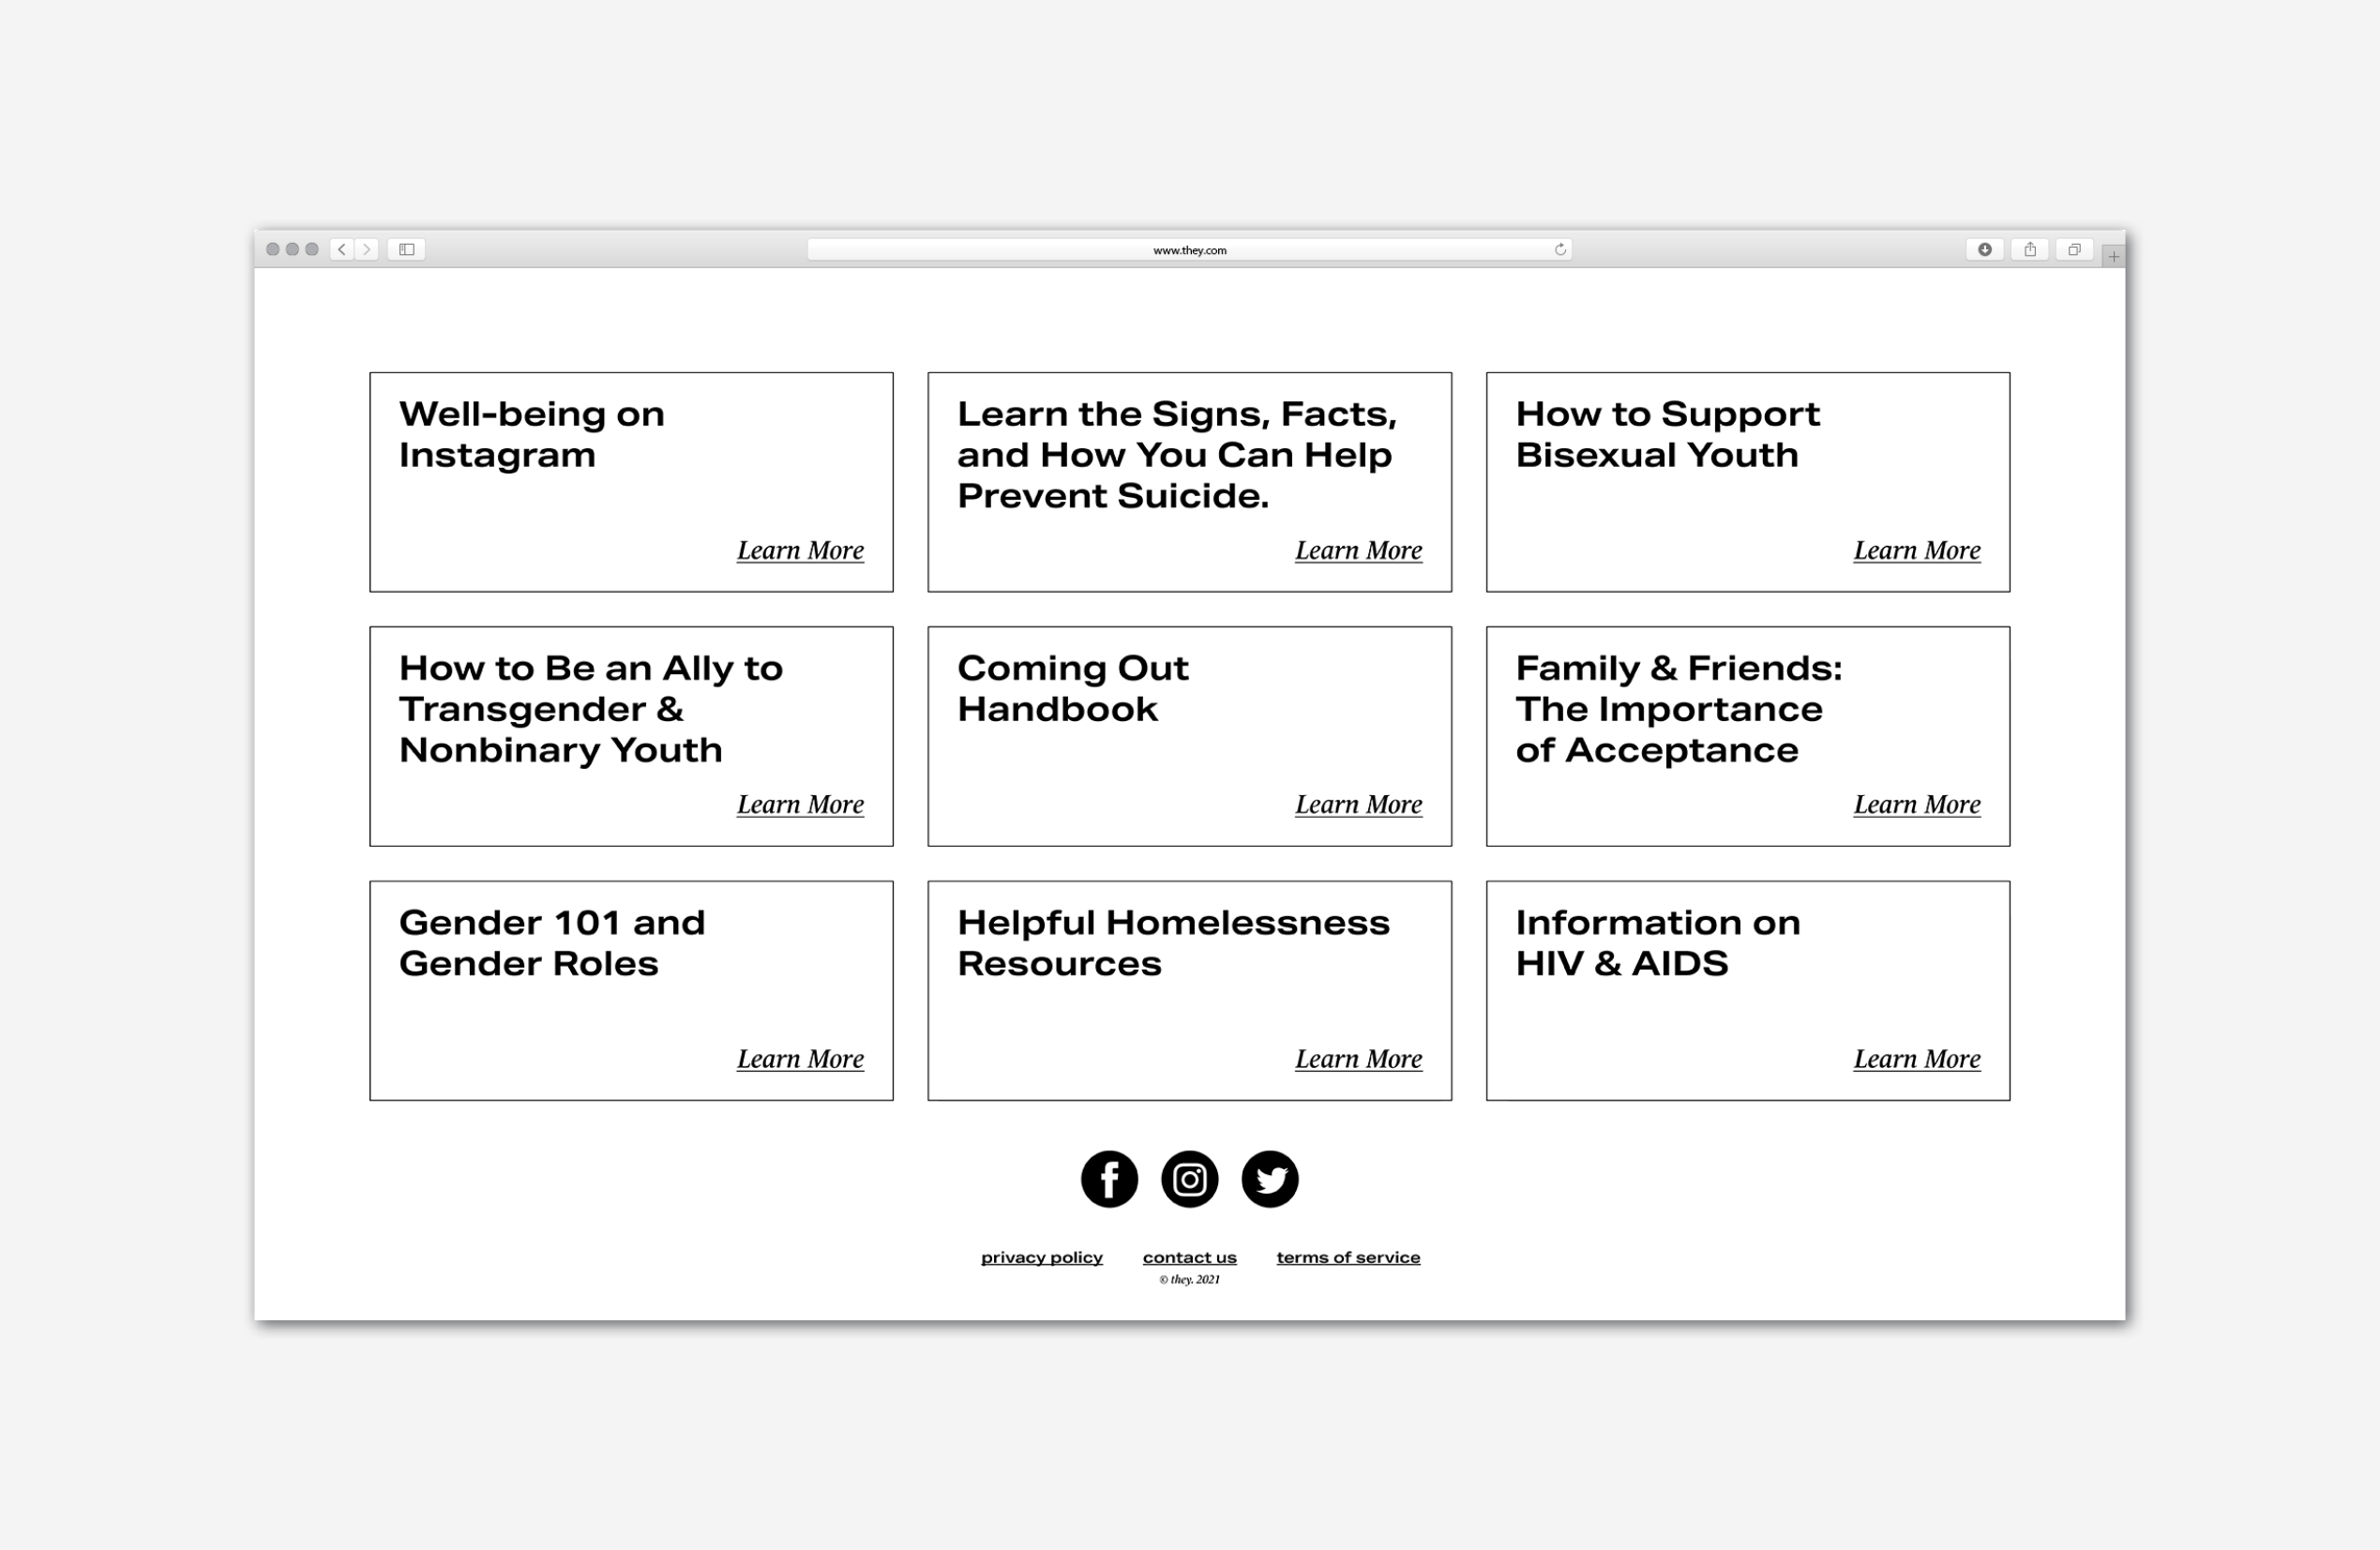 www.they.com
Well-being on
Instagram
Learn More
Learn the Signs, Facts,
and How You Can Help
Prevent Suicide.
Learn More
How to Support
Bisexual Youth
Learn More
How to Be an Ally to
Transgender &
Nonbinary Youth
Learn More
Coming Out
Handbook
Learn More
Family & Friends:
The Importance
of Acceptance
Learn More
Gender 101 and
Gender Roles
Learn More
Helpful Homelessness
Resources
Learn More
Information on
HIV & AIDS
Learn More
privacy policy contact us terms of service
© they. 2021